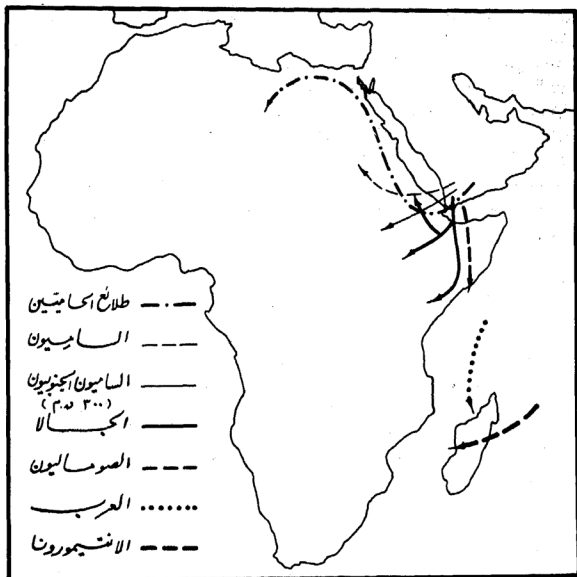 طلائع الحاميين
الساميون
الساميون الجنوبيون
(٣٠٠ ق.م)
الجالا
الصوماليون
العرب
الانتيمورونا